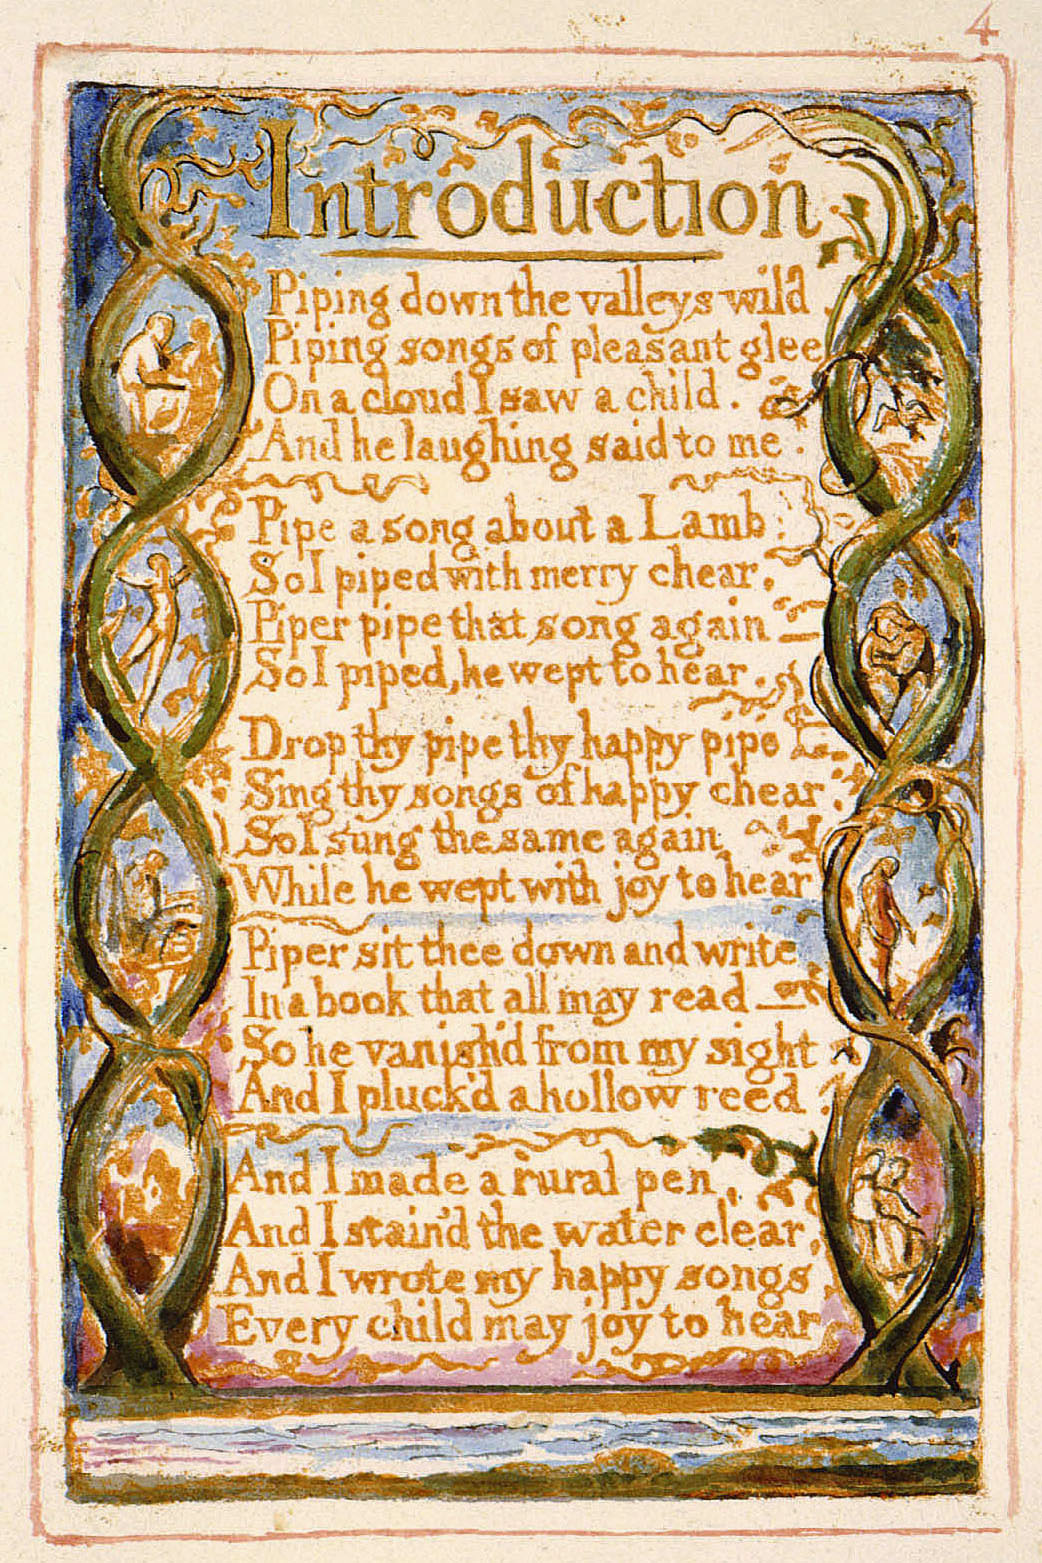 4
Introduction
Piping down the valleys wild
Piping songs of pleasant glee
On a cloud I saw a child.
And he laughing said to me.
Pipe a song about a Lamb:
So I piped with merry chear,
Piper pipe that song again—
So I piped, he wept to hear.
Drop thy pipe thy happy pipe
Sing thy songs of happy chear,
So I sung the same again
While he wept with joy to hear
Piper sit thee down and write
In a book that all may read—
So he vanish'd from my sight
And I pluck'd a hollow reed.
And I made a rural pen,
And I stain'd the water clear,
And I wrote my happy songs
Every child may joy to hear